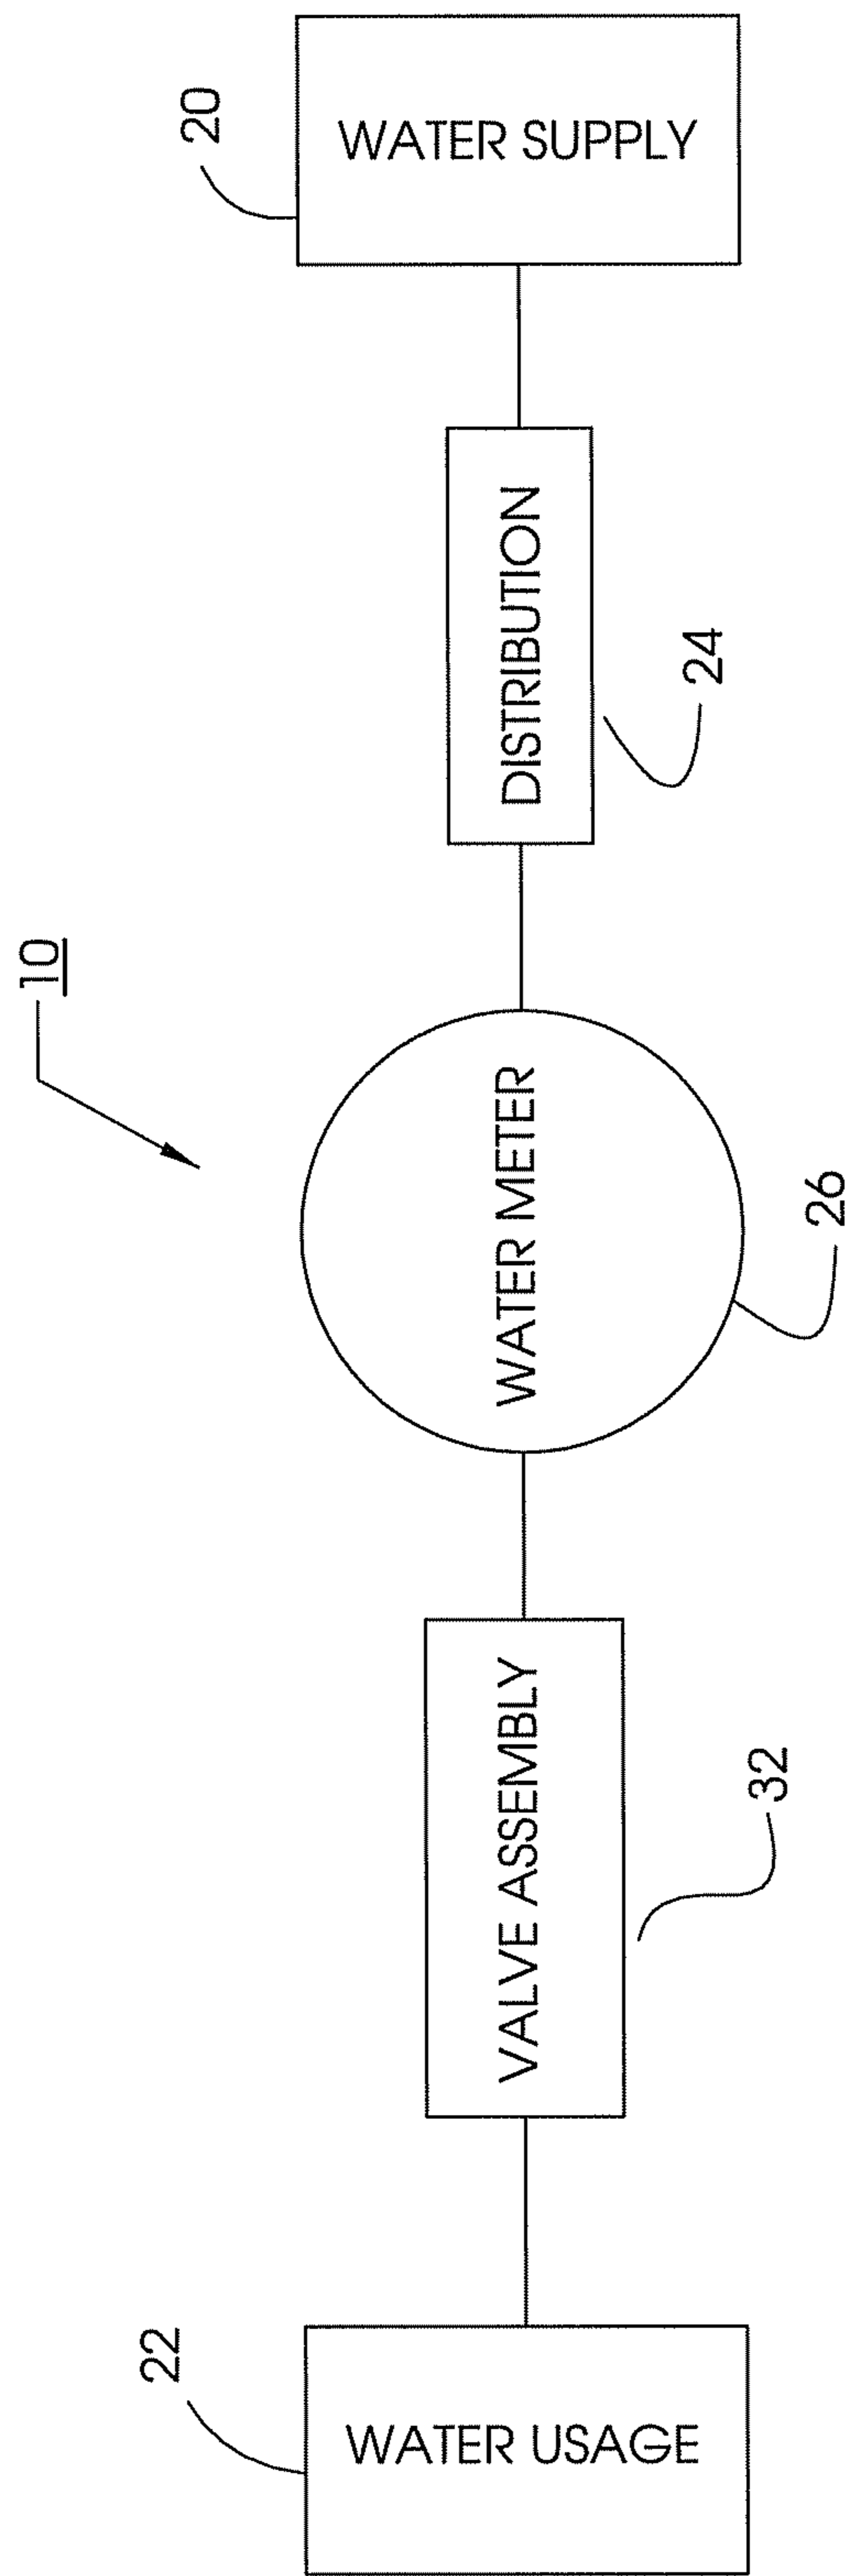 20
WATER SUPPLY
DISTRIBUTION
24
10
WATER METER
26
VALVE ASSEMBLY
32
22
WATER USAGE